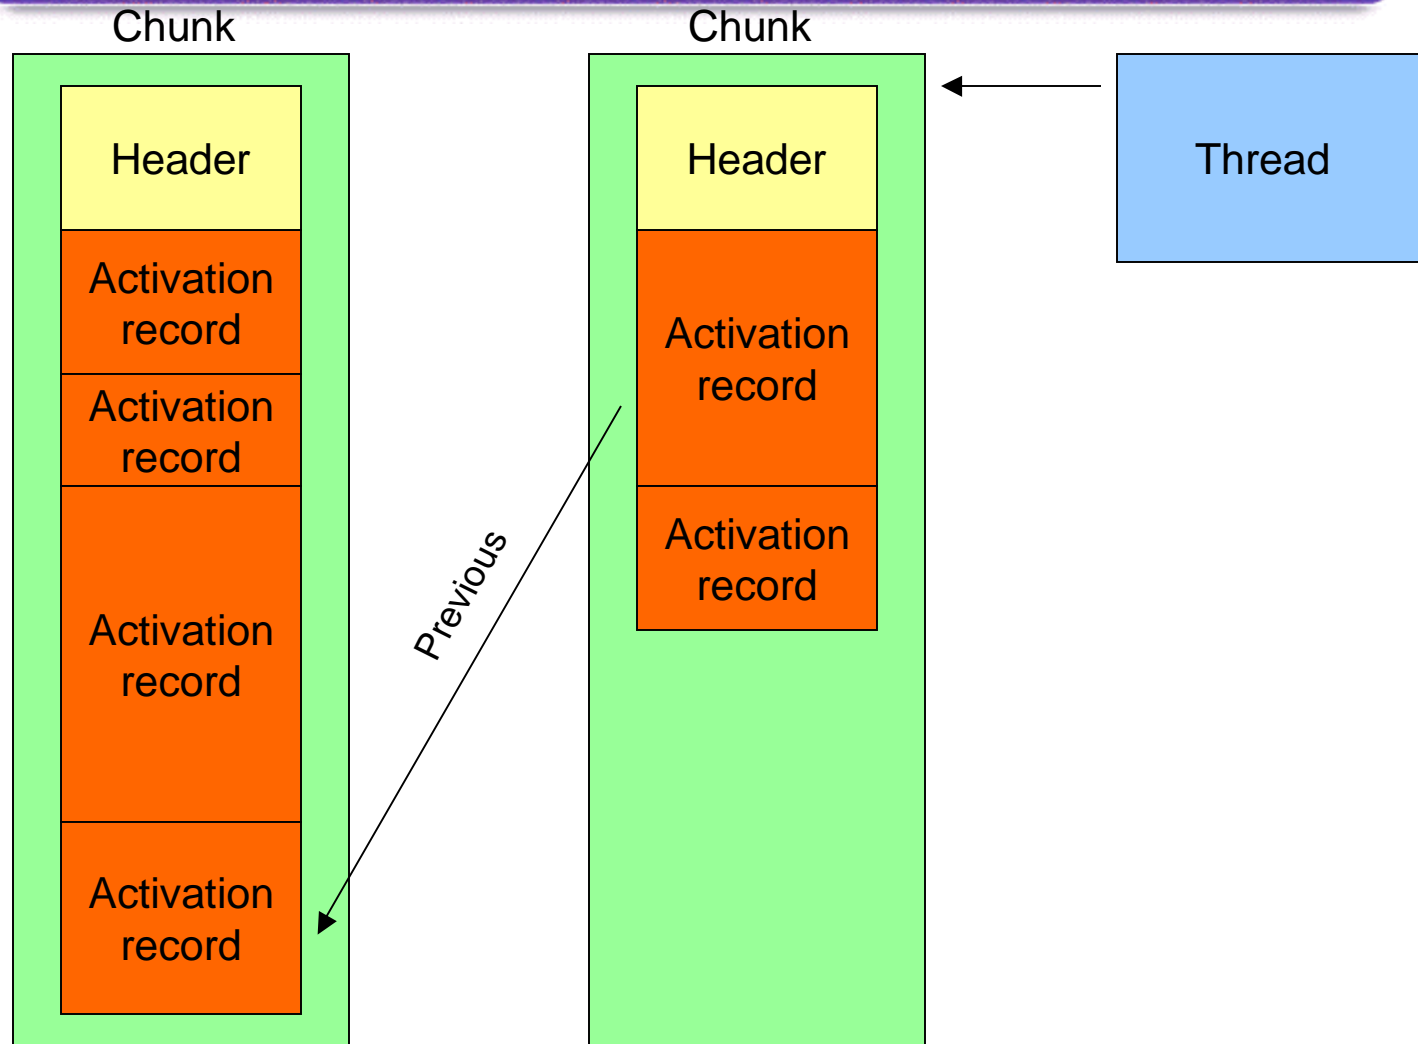 Chunk
Header
Activation
record
Activation
record
Activation
record
Activation
record
Previous
Chunk
Header
Activation
record
Activation
record
Thread